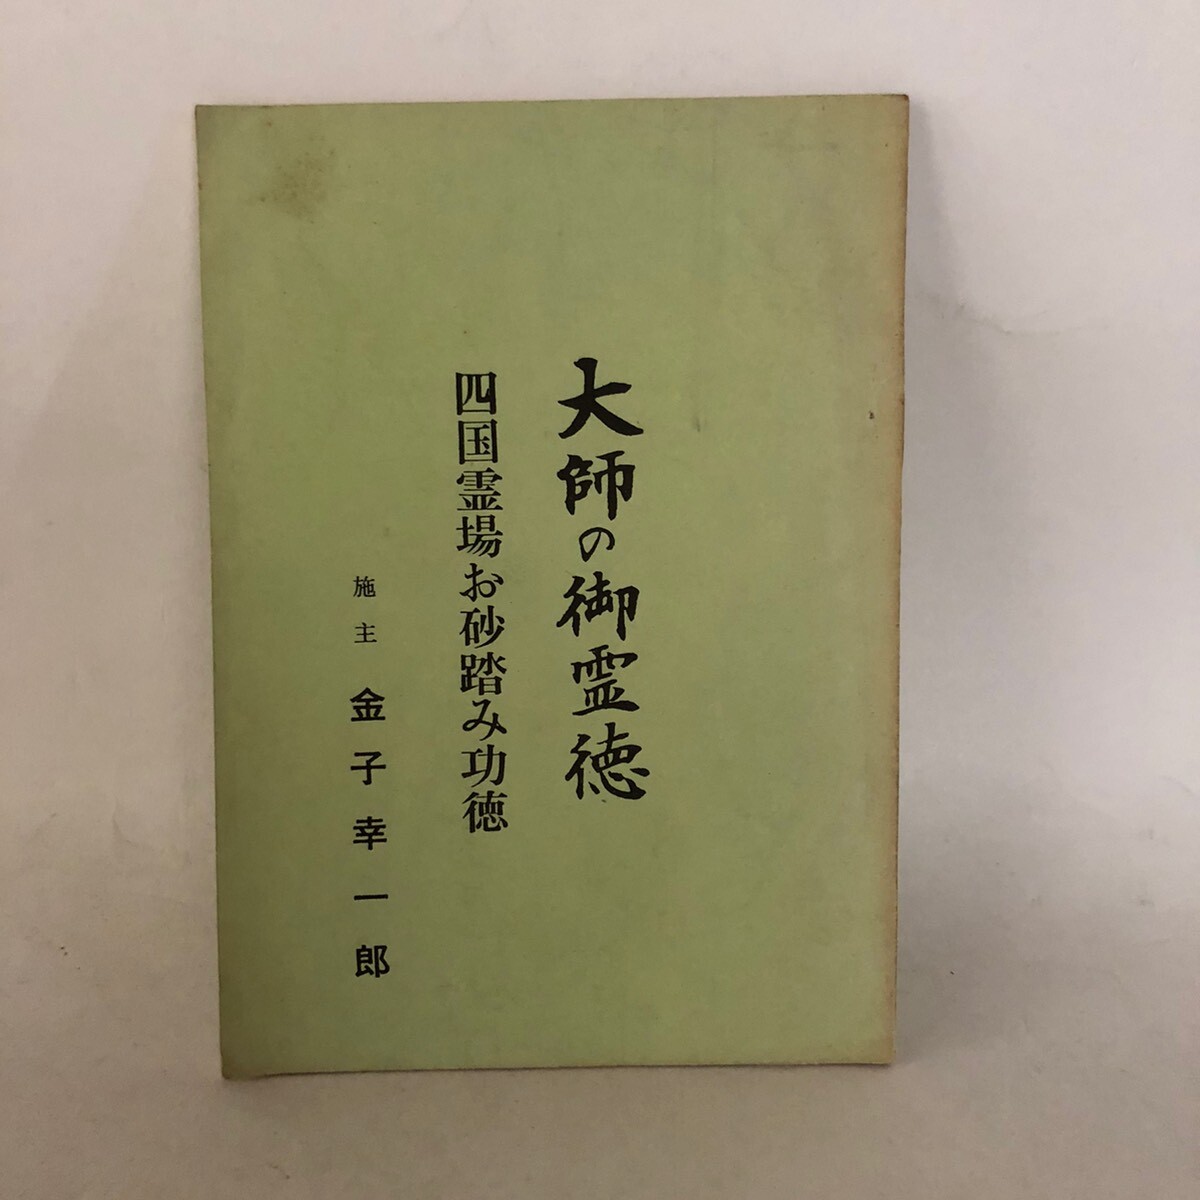 大師の御霊徳
四国霊場お砂踏み功徳
施主 金子幸一郎